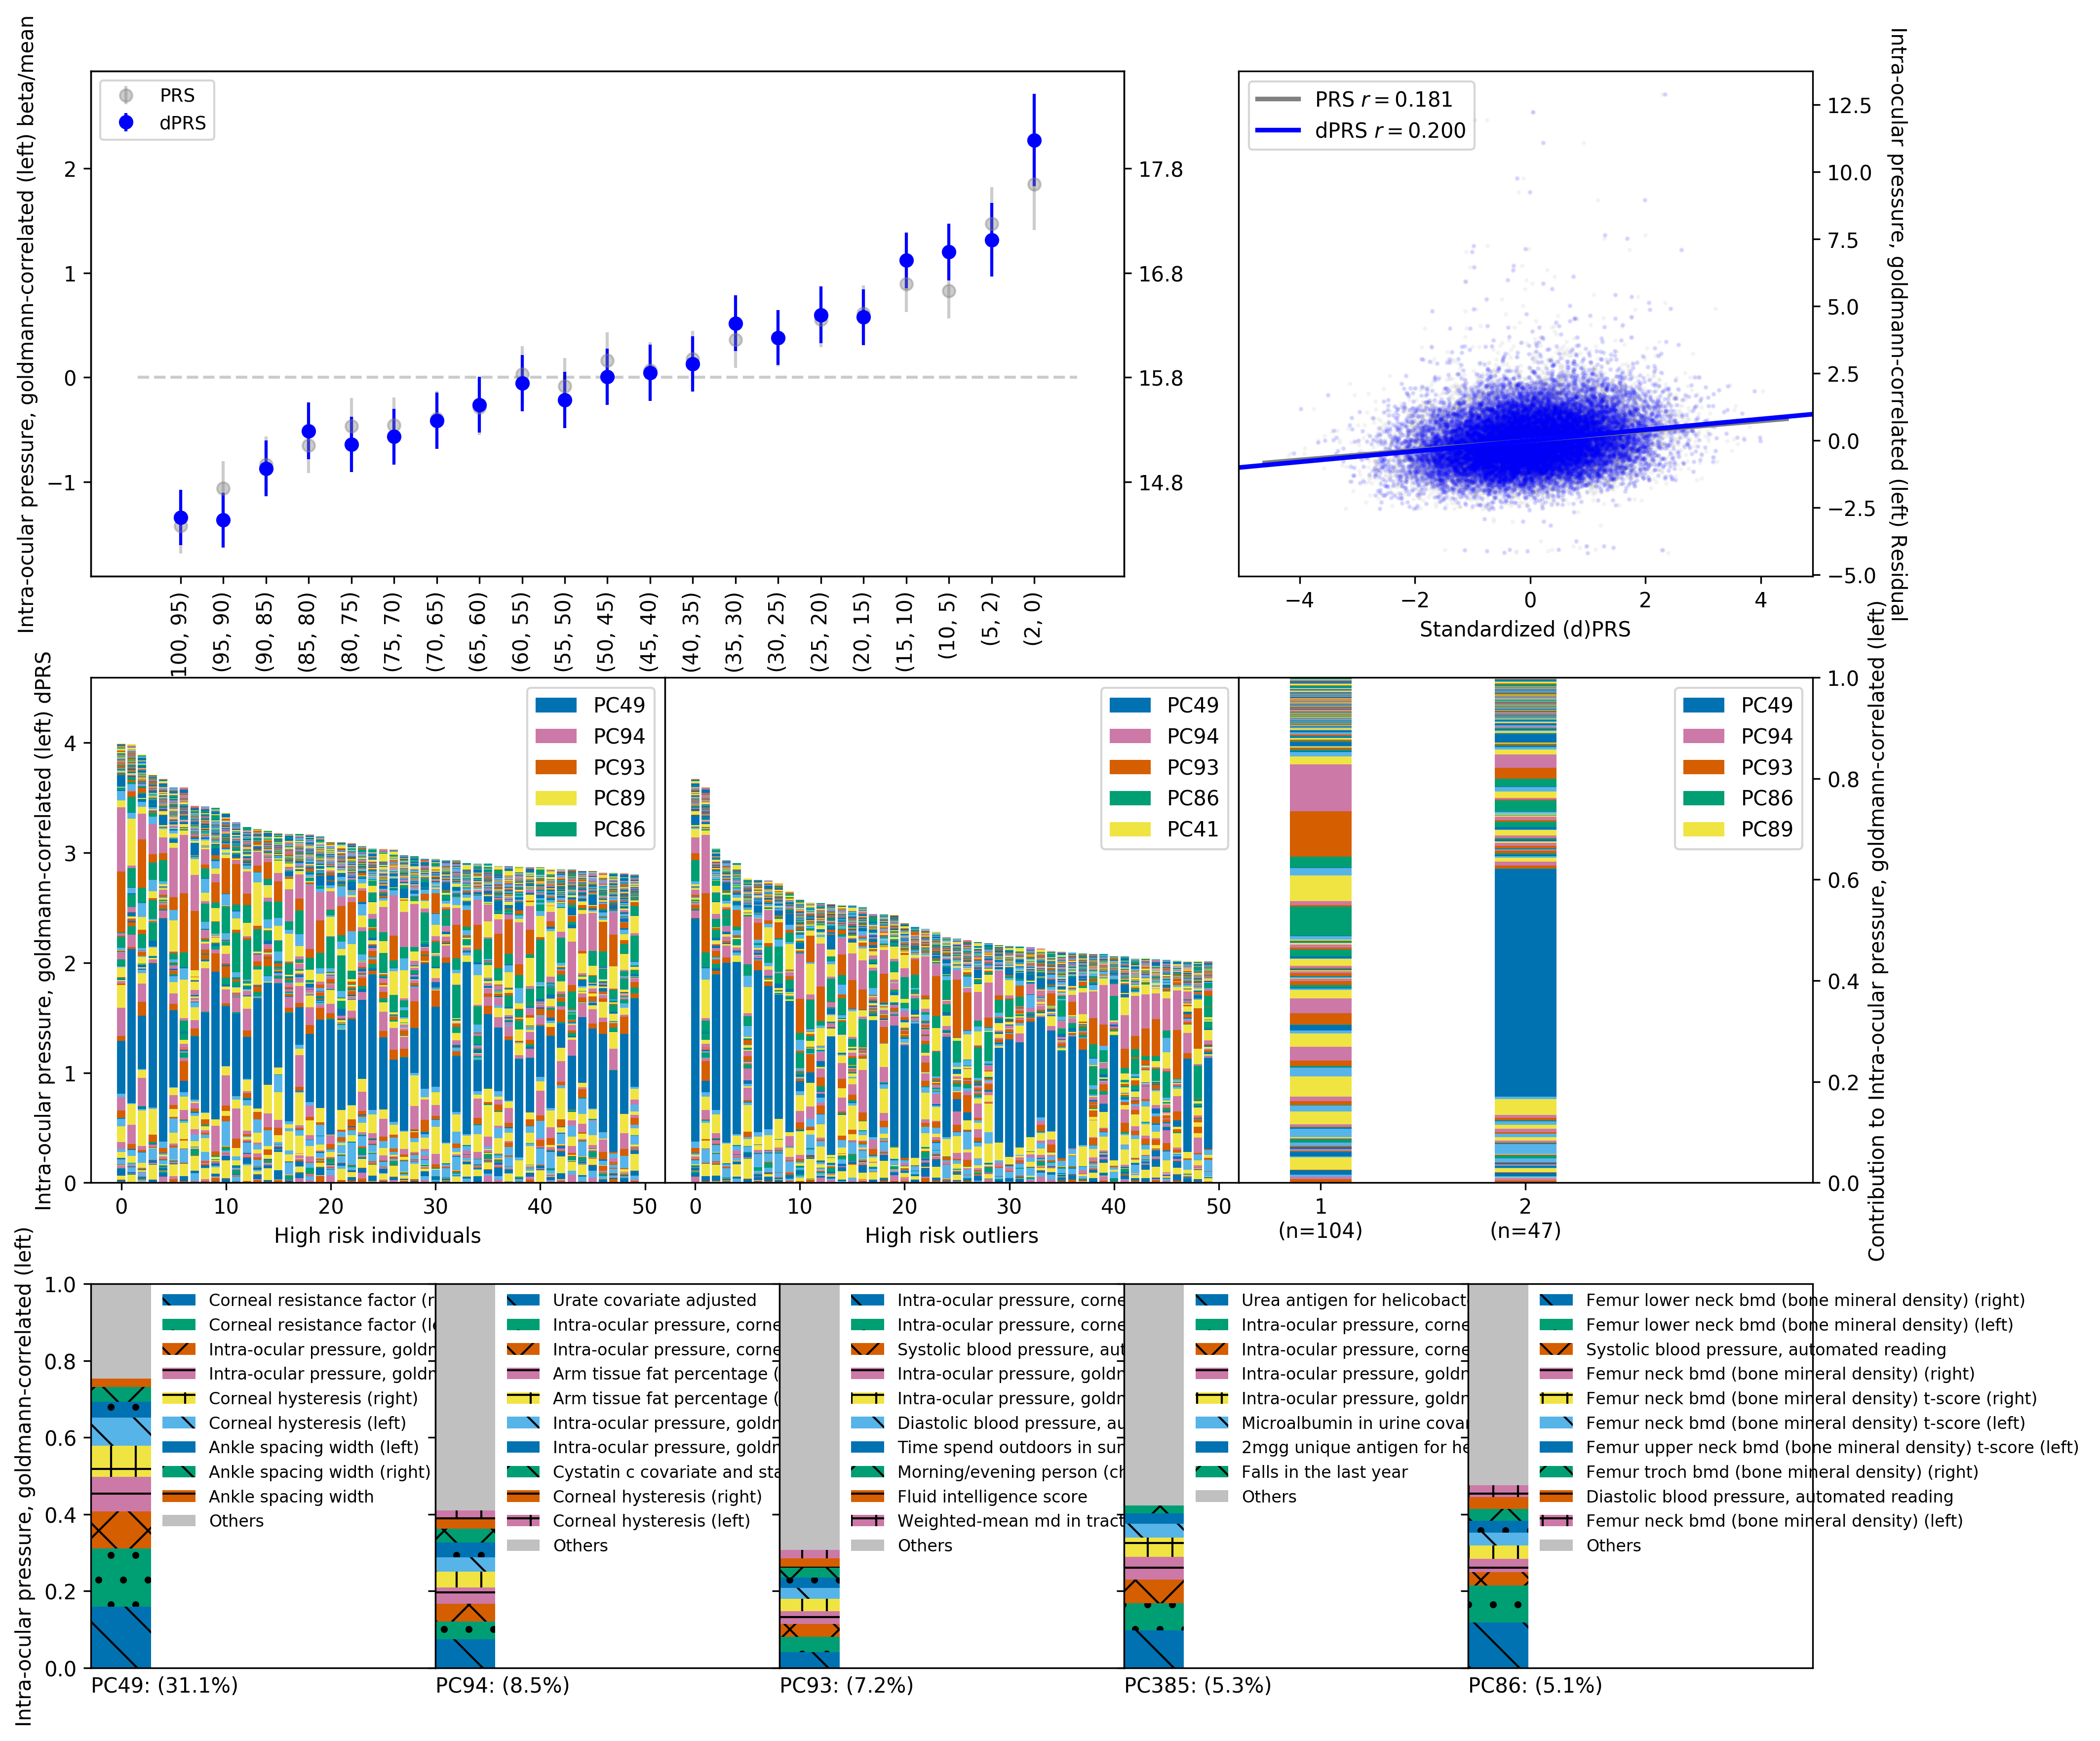 Intra-ocular pressure, goldmann-correlated (left) beta/mean
PRS
dPRS
2
1
0
−1
17.8
16.8
15.8
14.8
100, 95)
(95, 90)
(90, 85)
(85, 80)
(80, 75)
(75, 70)
(70, 65)
(65, 60)
(60, 55)
(55, 50)
(50, 45)
(45, 40)
(40, 35)
(35, 30)
(30, 25)
(25, 20)
(20, 15)
(15, 10)
(10, 5)
(5, 2)
(2, 0)
PRS r = 0.181
dPRS r = 0.200
12.5
10.0
7.5
5.0
2.5
0.0
−2.5
−5.0
−4
−2
0
2
4
Standardized (d)PRS
Intra-ocular pressure, goldmann-correlated (left) Residual
Intra-ocular pressure, goldmann-correlated (left) dPRS
4
3
2
1
0
PC49
PC94
PC93
PC89
PC86
0
10
20
30
40
50
High risk individuals
PC49
PC94
PC93
PC86
PC41
0
10
20
30
40
50
High risk outliers
PC49
PC94
PC93
PC86
PC89
1
(n=104)
2
(n=47)
1.0
0.8
0.6
0.4
0.2
0.0
Contribution to Intra-ocular pressure, goldmann-correlated (left)
Intra-ocular pressure, goldmann-correlated (left)
1.0
0.8
0.6
0.4
0.2
0.0
Corneal resistance factor (r
Corneal resistance factor (l
Intra-ocular pressure, goldr
Intra-ocular pressure, goldr
Corneal hysteresis (right)
Corneal hysteresis (left)
Ankle spacing width (left)
Ankle spacing width (right)
Ankle spacing width
Others
PC49: (31.1%)
Urate covariate adjusted
Intra-ocular pressure, corne
Intra-ocular pressure, corne
Arm tissue fat percentage (
Arm tissue fat percentage (
Intra-ocular pressure, goldr
Intra-ocular pressure, goldr
Cystatin c covariate and sta
Corneal hysteresis (right)
Corneal hysteresis (left)
Others
PC94: (8.5%)
Intra-ocular pressure, corne
Intra-ocular pressure, corne
Systolic blood pressure, aut
Intra-ocular pressure, goldr
Intra-ocular pressure, goldr
Diastolic blood pressure, au
Time spend outdoors in sur
Morning/evening person (ch
Fluid intelligence score
Weighted-mean md in tract
Others
PC93: (7.2%)
Urea antigen for helicobact
Intra-ocular pressure, corne
Intra-ocular pressure, corne
Intra-ocular pressure, goldr
Intra-ocular pressure, goldr
Microalbumin in urine covar
2mgg unique antigen for he
Falls in the last year
Others
PC385: (5.3%)
Femur lower neck bmd (bone mineral density) (right)
Femur lower neck bmd (bone mineral density) (left)
Systolic blood pressure, automated reading
Femur neck bmd (bone mineral density) (right)
Femur neck bmd (bone mineral density) t-score (right)
Femur neck bmd (bone mineral density) t-score (left)
Femur upper neck bmd (bone mineral density) t-score (left)
Femur troch bmd (bone mineral density) (right)
Diastolic blood pressure, automated reading
Femur neck bmd (bone mineral density) (left)
Others
PC86: (5.1%)